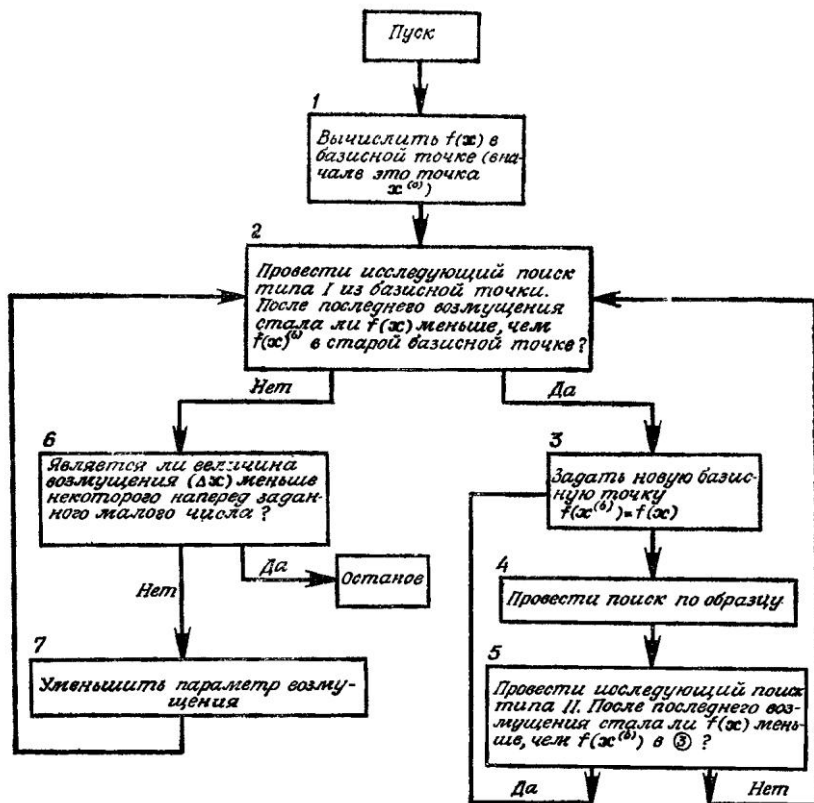 Пуск
1
Вычислить f(x) в
базисной точке (вна-
чале это точка
x⁽⁰⁾)
2
Провести исследующий поиск
типа I из базисной точки.
После последнего возмущения
стала ли f(x) меньше, чем
f(x)⁽ᵇ⁾ в старой базисной точке?
Нет
Да
6
Является ли величина
возмущения (Δx) меньше
некоторого наперед задан-
ного малого числа?
3
Задать новую базис-
ную точку
f(x⁽ᵇ⁾)=f(x)
Нет
Да
Останов
4
Провести поиск по образцу
7
Уменьшить параметр возму-
щения
5
Провести исследующий поиск
типа II. После последнего воз-
мущения стала ли f(x) мень-
ше, чем f(x⁽ᵇ⁾) в ③ ?
Да
Нет